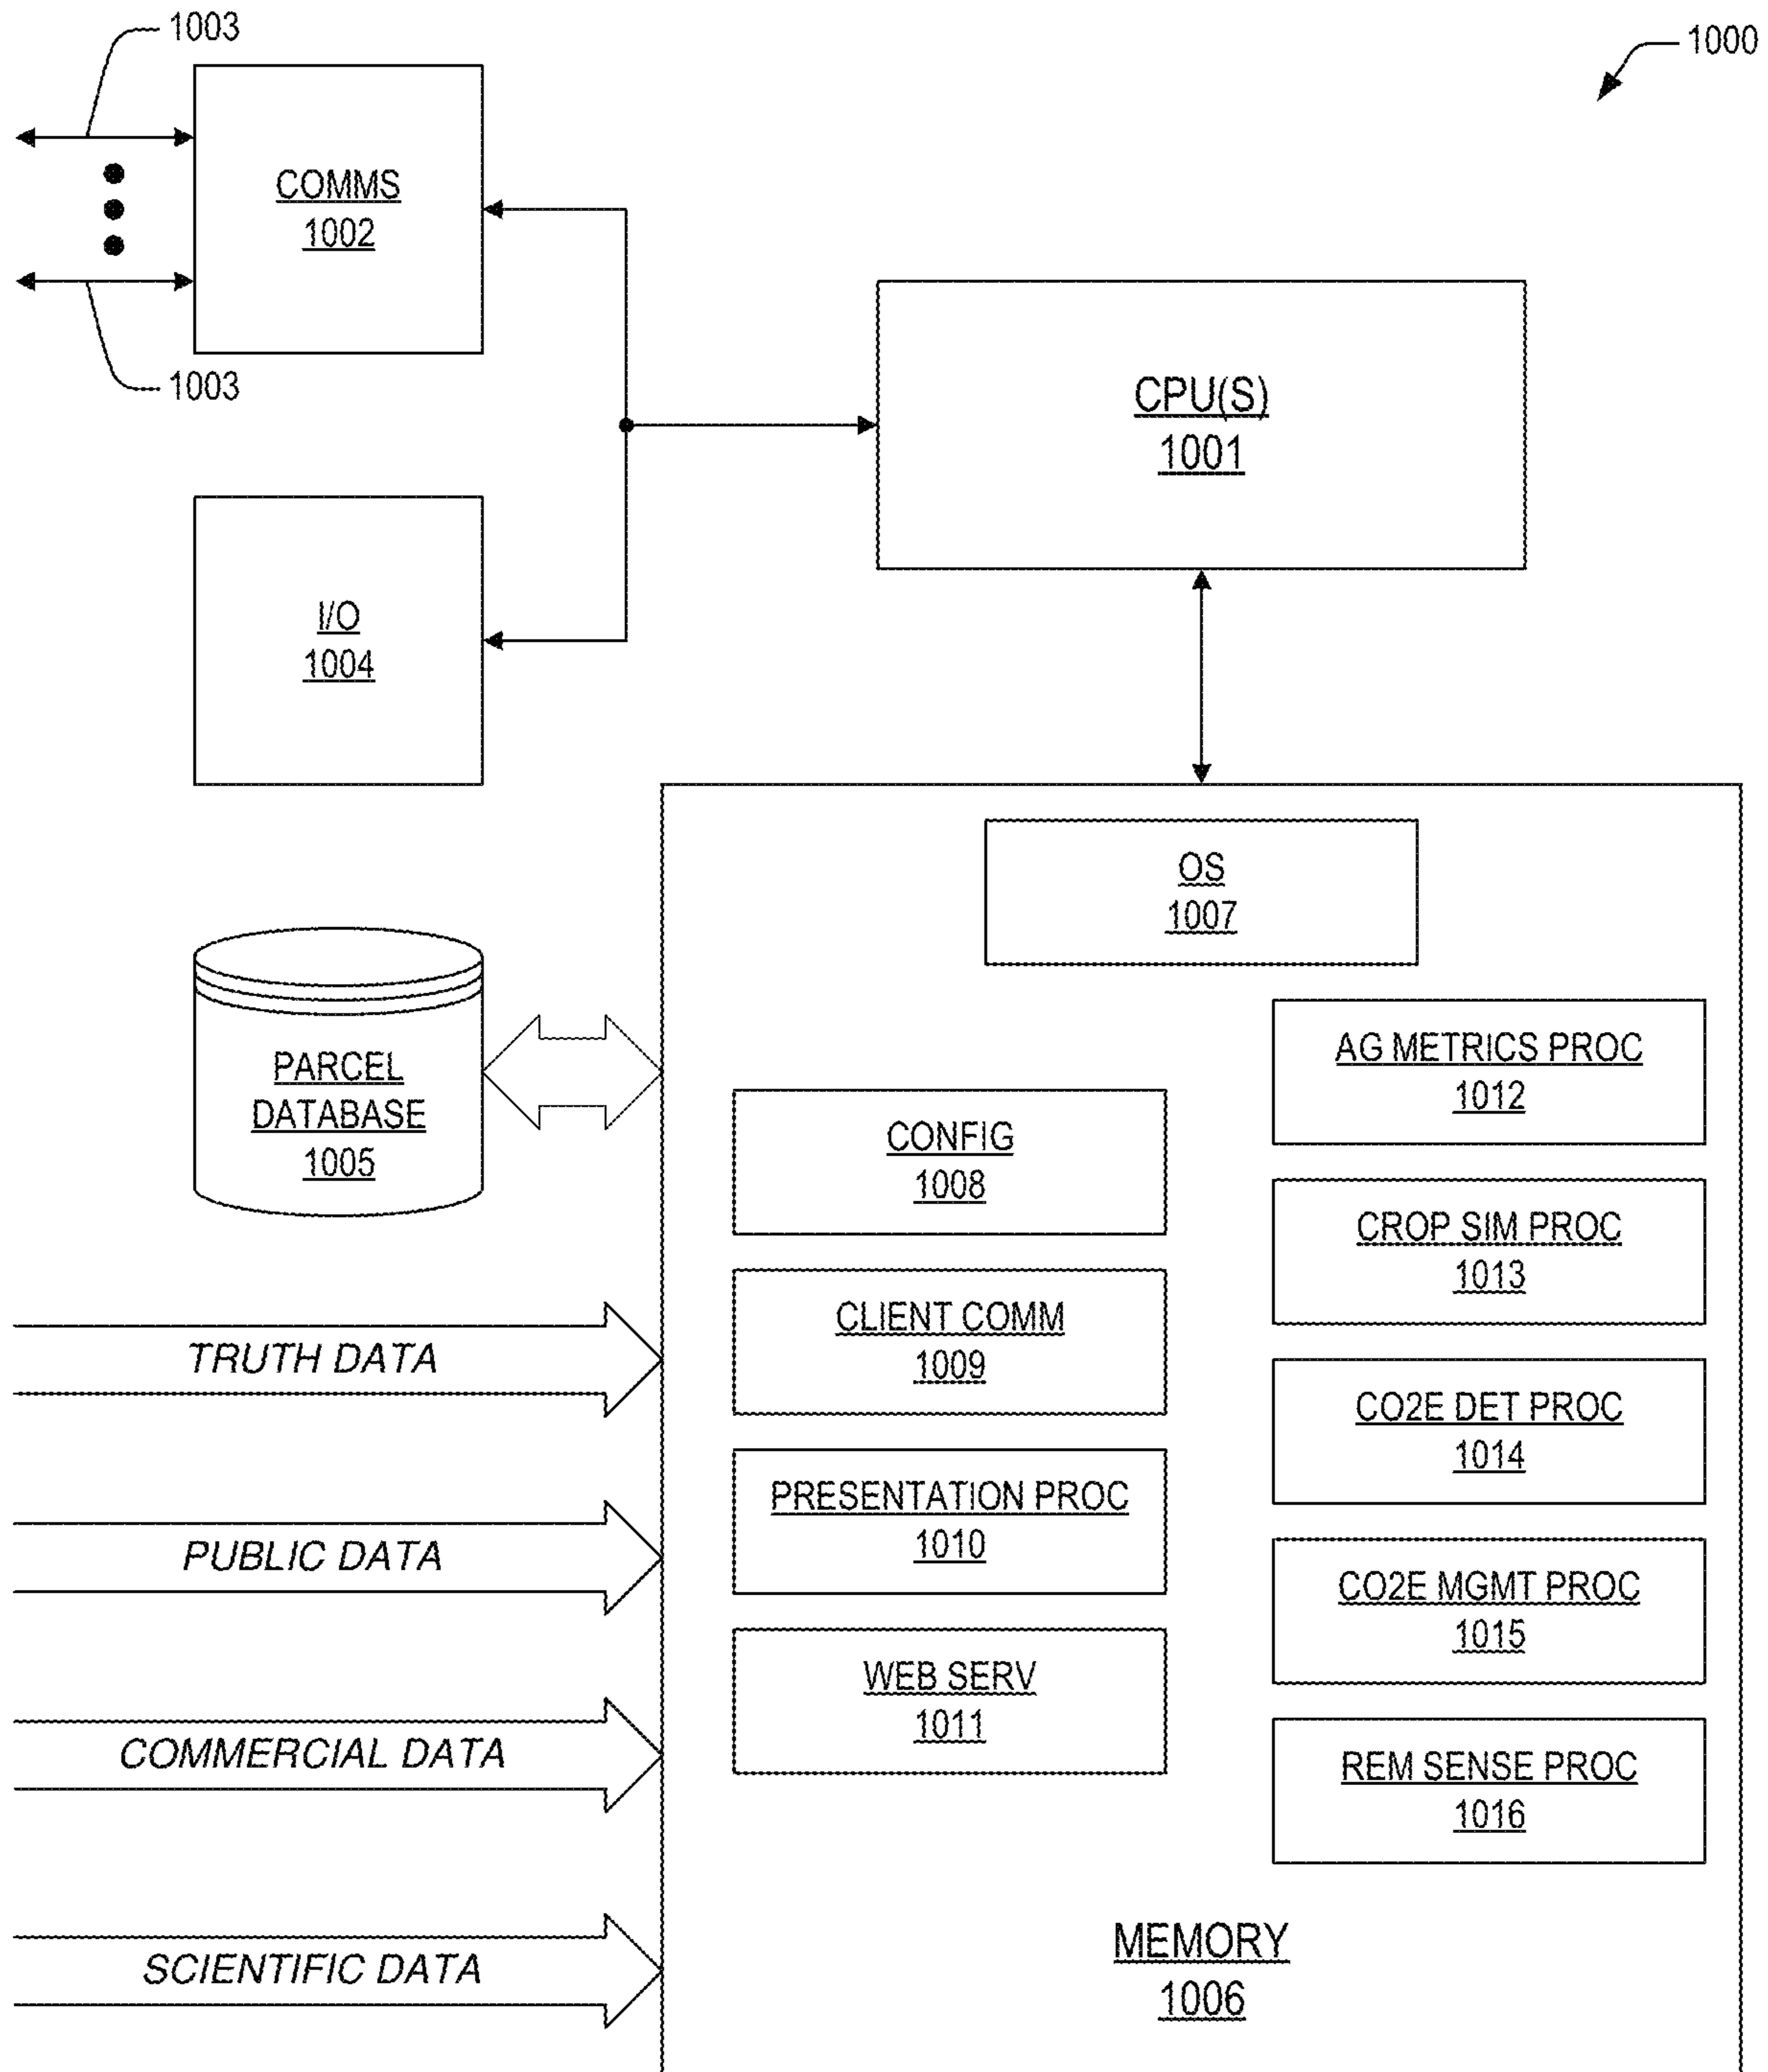 1003
1000
COMMS
1002
1003
CPU(S)
1001
I/O
1004
OS
1007
PARCEL
DATABASE
1005
AG METRICS PROC
1012
CONFIG
1008
CROP SIM PROC
1013
TRUTH DATA
CLIENT COMM
1009
CO2E DET PROC
1014
PUBLIC DATA
PRESENTATION PROC
1010
CO2E MGMT PROC
1015
COMMERCIAL DATA
WEB SERV
1011
REM SENSE PROC
1016
SCIENTIFIC DATA
MEMORY
1006